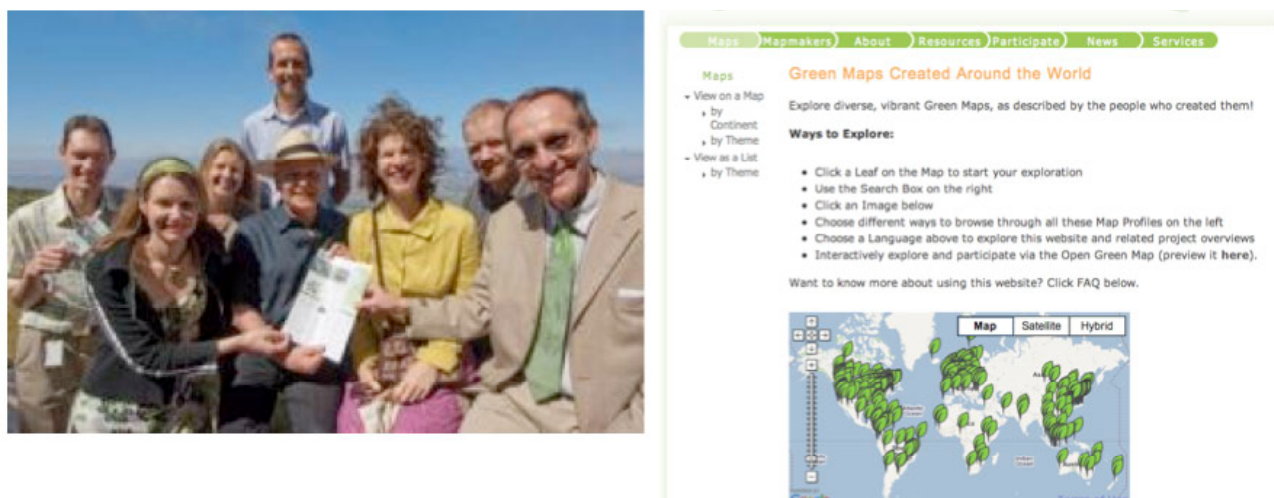 Maps Mapmakers About Resources Participate News Services
Maps
View on a Map
by Continent
by Theme
View as a List
by Theme
Green Maps Created Around the World
Explore diverse, vibrant Green Maps, as described by the people who created them!
Ways to Explore:
Click a Leaf on the Map to start your exploration
Use the Search Box on the right
Click an Image below
Choose different ways to browse through all these Map Profiles on the left
Choose a Language above to explore this website and related project overviews
Interactively explore and participate via the Open Green Map (preview it here).
Want to know more about using this website? Click FAQ below.
Map Satellite Hybrid